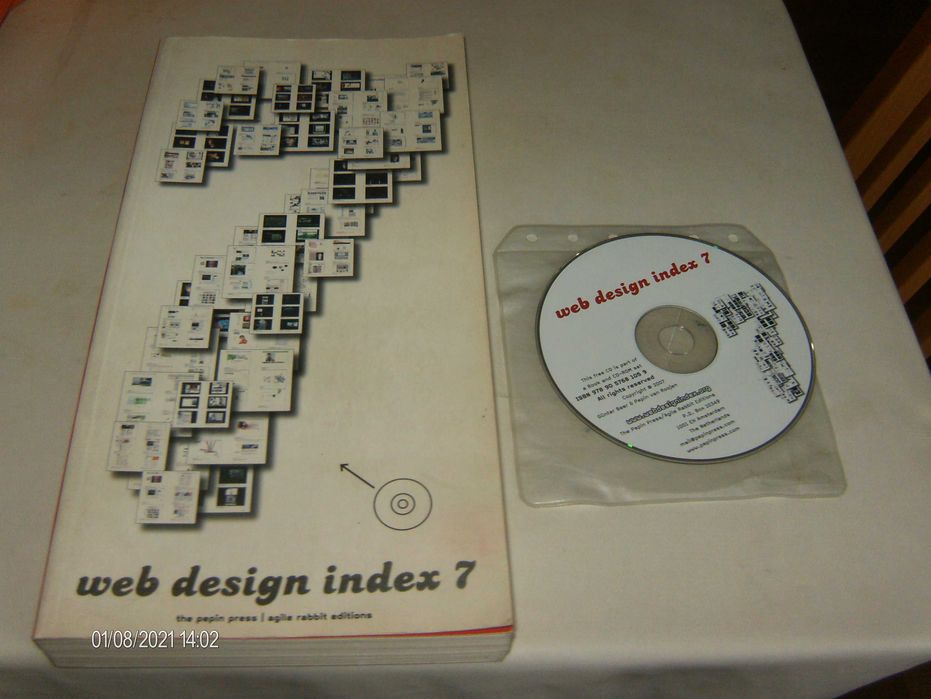 web design index 7
the pepin press | agile rabbit editions
01/08/2021 14:02
web design index 7
This free CD is part of
a Book and CD-ROM set
ISBN 978 90 5768 105 9
All rights reserved
Copyright © 2007
Günter Beer & Pepin van Roojen
www.webdesignindex.org
The Pepin Press/Agile Rabbit Editions
P.O. Box 10349
1001 EH Amsterdam
The Netherlands
mail@pepinpress.com
www.pepinpress.com